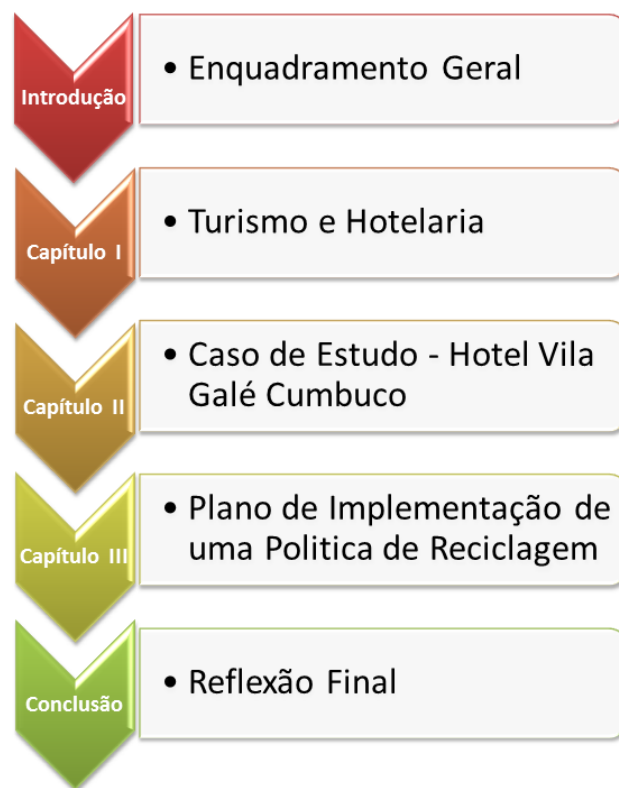 Introdução
• Enquadramento Geral
Capítulo I
• Turismo e Hotelaria
Capítulo II
• Caso de Estudo - Hotel Vila
Galé Cumbuco
Capítulo III
• Plano de Implementação de
uma Politica de Reciclagem
Conclusão
• Reflexão Final